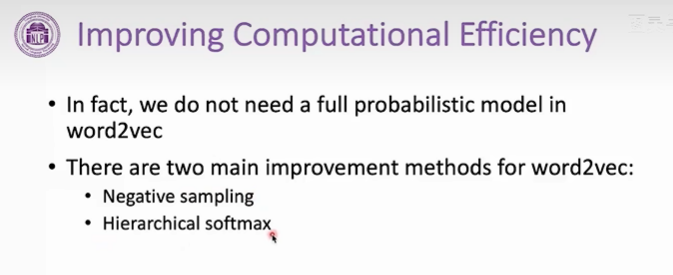 NLP
Improving Computational Efficiency
• In fact, we do not need a full probabilistic model in
word2vec
• There are two main improvement methods for word2vec:
• Negative sampling
• Hierarchical softmax